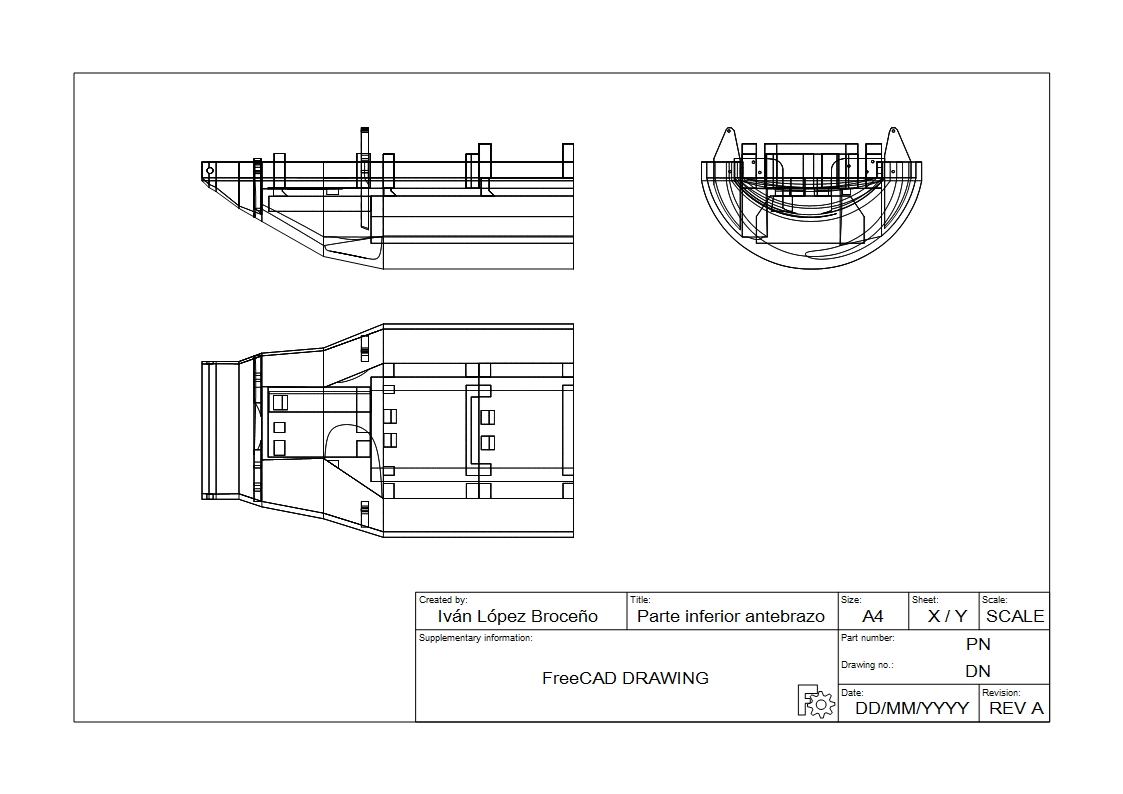 Created by:
Iván López Broceño
Title:
Parte inferior antebrazo
Size:
A4
Sheet:
X / Y
Scale:
SCALE
Supplementary information:
FreeCAD DRAWING
Part number:
PN
Drawing no.:
DN
Date:
DD/MM/YYYY
Revision:
REV A